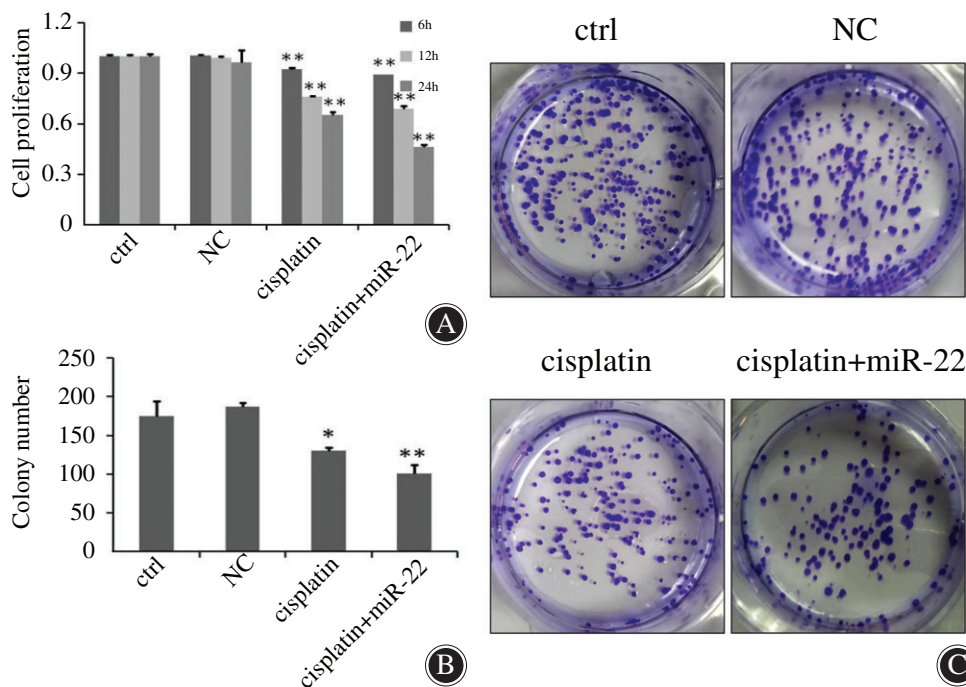 Cell proliferation
1.2
0.9
0.6
0.3
0
6h
12h
24h
** ** **
** ** **
ctrl
NC
cisplatin
cisplatin+miR-22
A
Colony number
250
200
150
100
50
0
*
**
ctrl
NC
cisplatin
cisplatin+miR-22
B
ctrl
NC
cisplatin
cisplatin+miR-22
C